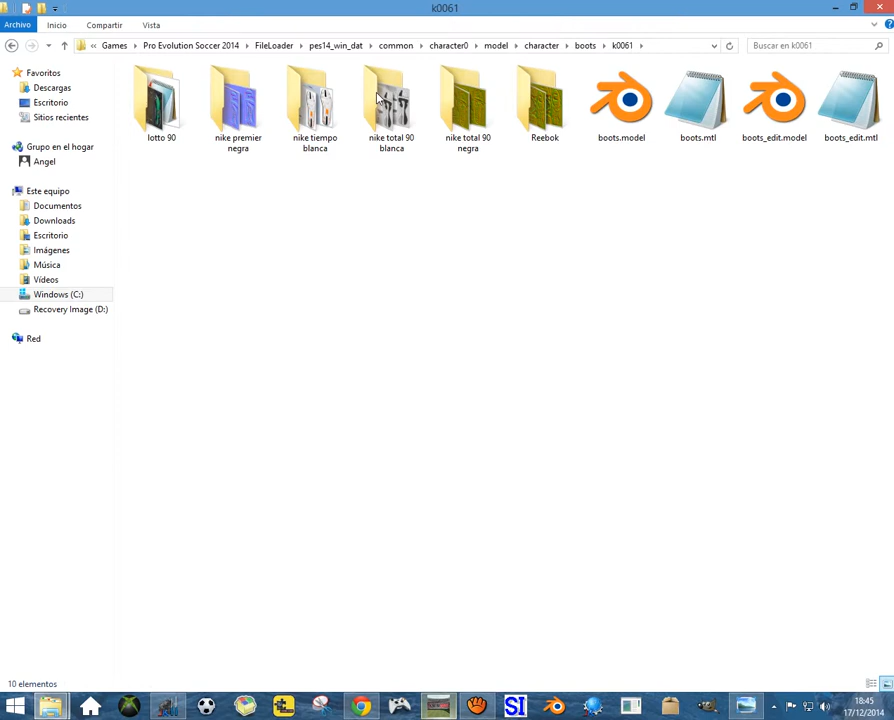 k0061
Archivo Inicio Compartir Vista
« Games Pro Evolution Soccer 2014 FileLoader pes14_win_dat common character0 model character boots k0061
Buscar en k0061
Favoritos
Descargas
Escritorio
Sitios recientes
Grupo en el hogar
Angel
Este equipo
Documentos
Downloads
Escritorio
Imágenes
Música
Vídeos
Windows (C:)
Recovery Image (D:)
Red
lotto 90
nike premier
negra
nike tiempo
blanca
nike total 90
blanca
nike total 90
negra
Reebok
boots.model
boots.mtl
boots_edit.model
boots_edit.mtl
10 elementos
SI
18:45
17/12/2014